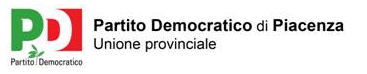 PD
Partito Democratico
Partito Democratico di Piacenza
Unione provinciale